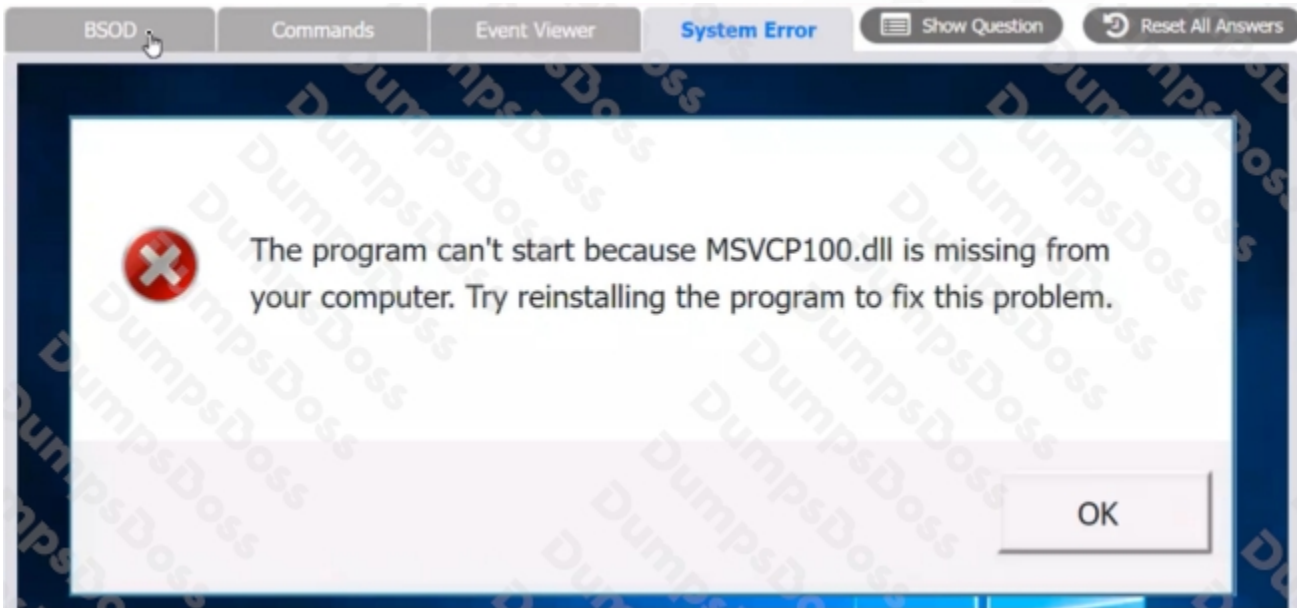 BSOD Commands Event Viewer System Error Show Question Reset All Answers
The program can't start because MSVCP100.dll is missing from
your computer. Try reinstalling the program to fix this problem.
OK
DumpsDoss